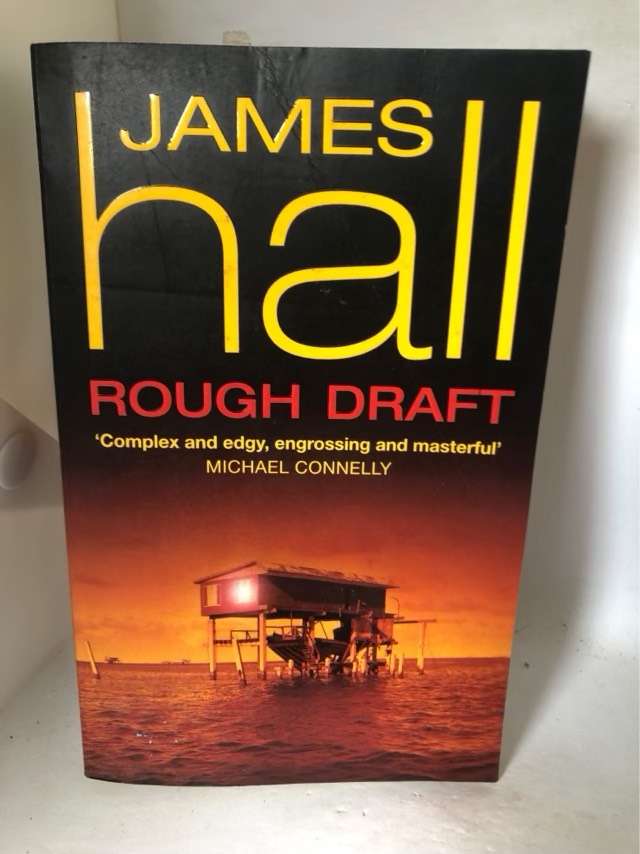 JAMES
hall
ROUGH DRAFT
‘Complex and edgy, engrossing and masterful’
MICHAEL CONNELLY